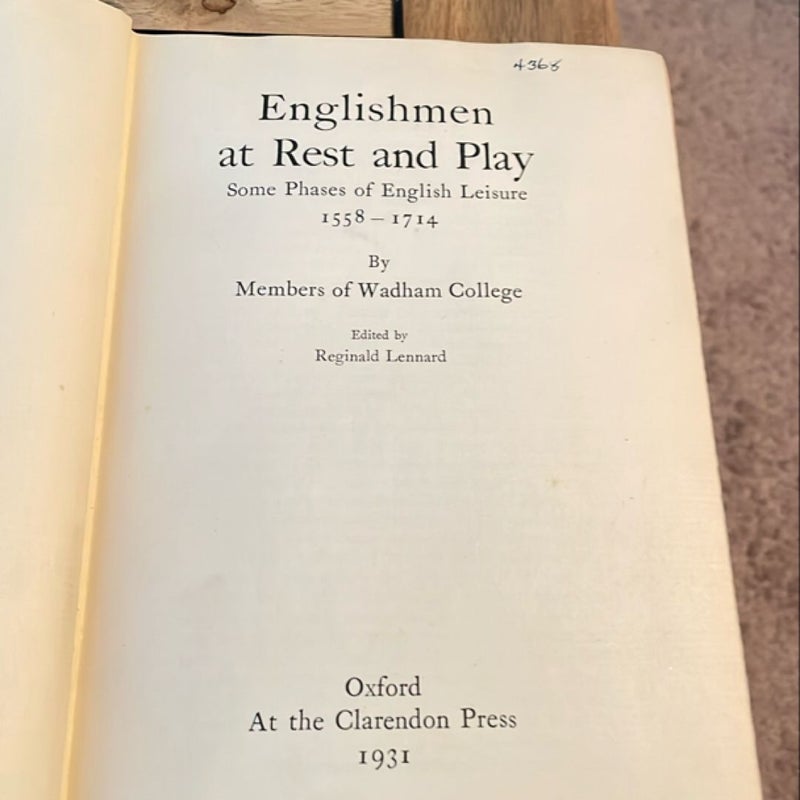 4368
Englishmen
at Rest and Play
Some Phases of English Leisure
1558 – 1714
By
Members of Wadham College
Edited by
Reginald Lennard
Oxford
At the Clarendon Press
1931